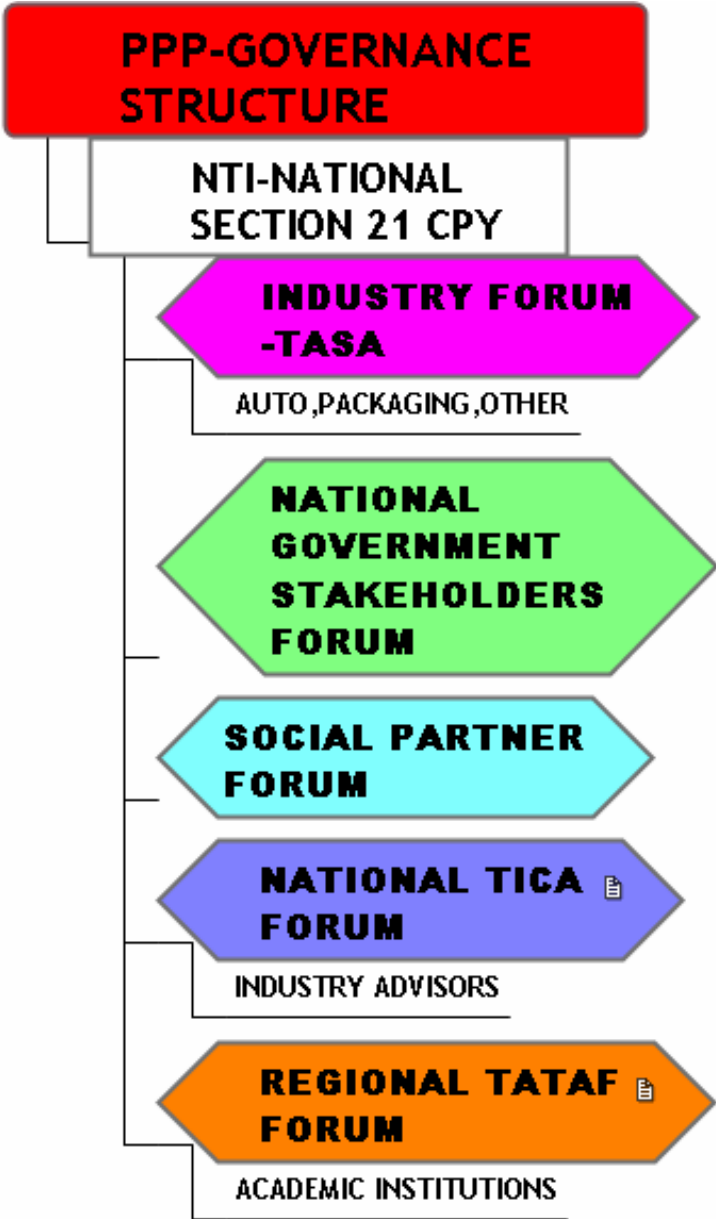 PPP-GOVERNANCE
STRUCTURE
NTI-NATIONAL
SECTION 21 CPY
INDUSTRY FORUM
-TASA
AUTO,PACKAGING,OTHER
NATIONAL
GOVERNMENT
STAKEHOLDERS
FORUM
SOCIAL PARTNER
FORUM
NATIONAL TICA
FORUM
INDUSTRY ADVISORS
REGIONAL TATAF
FORUM
ACADEMIC INSTITUTIONS